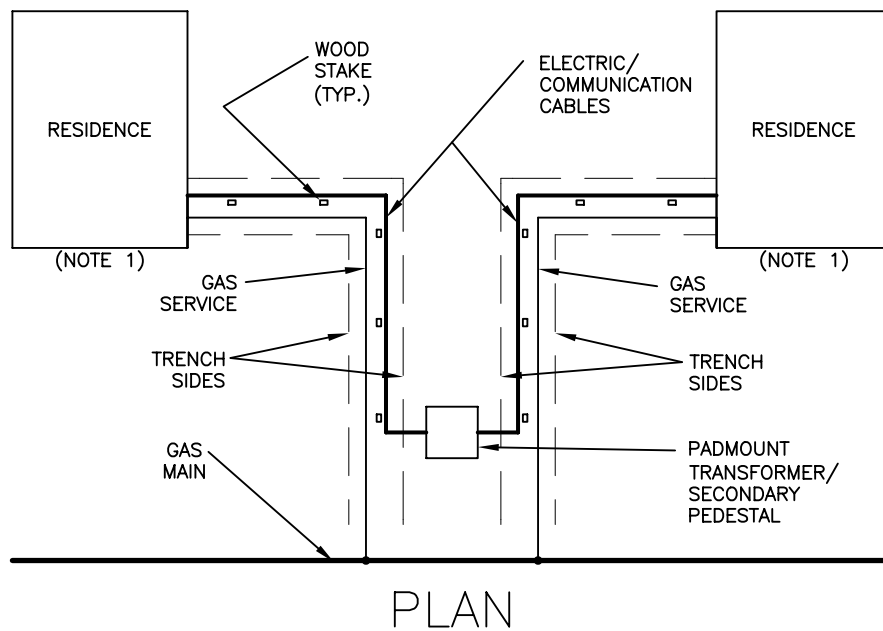 WOOD
STAKE
(TYP.)
ELECTRIC/
COMMUNICATION
CABLES
RESIDENCE
RESIDENCE
(NOTE 1)
(NOTE 1)
GAS
SERVICE
GAS
SERVICE
TRENCH
SIDES
TRENCH
SIDES
GAS
MAIN
PADMOUNT
TRANSFORMER/
SECONDARY
PEDESTAL
PLAN